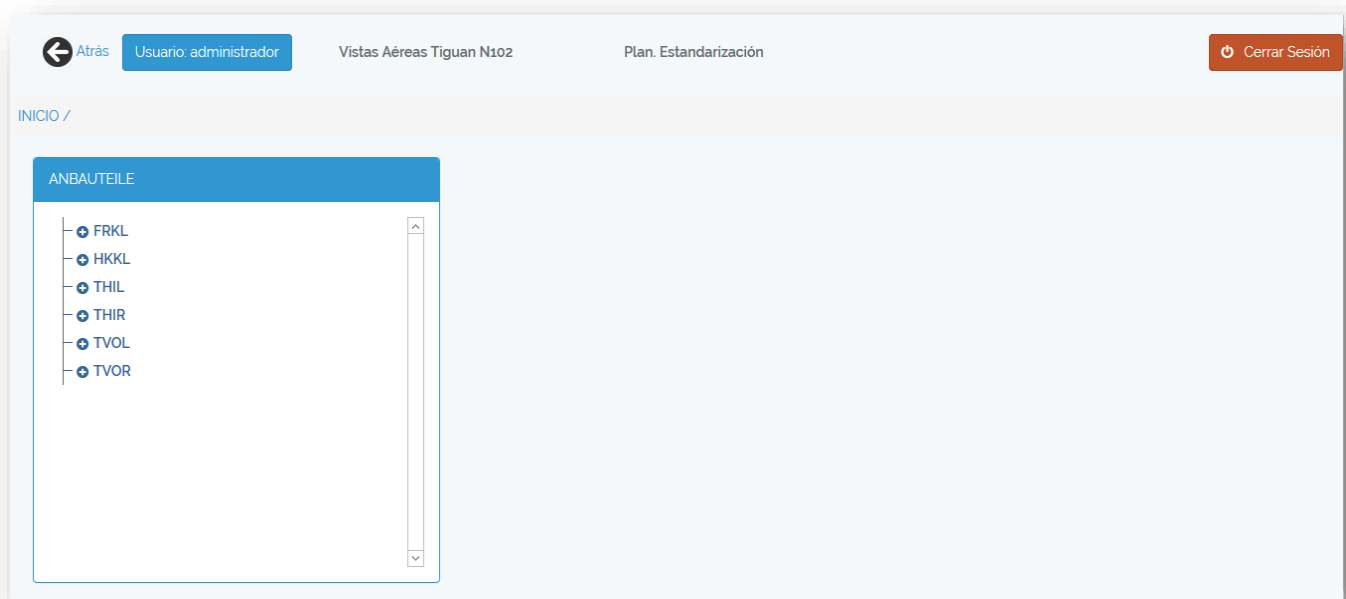 Atrás Usuario: administrador Vistas Aéreas Tiguan N102 Plan. Estandarización Cerrar Sesión
INICIO /
ANBAUTEILE
FRKL
HKKL
THIL
THIR
TVOL
TVOR